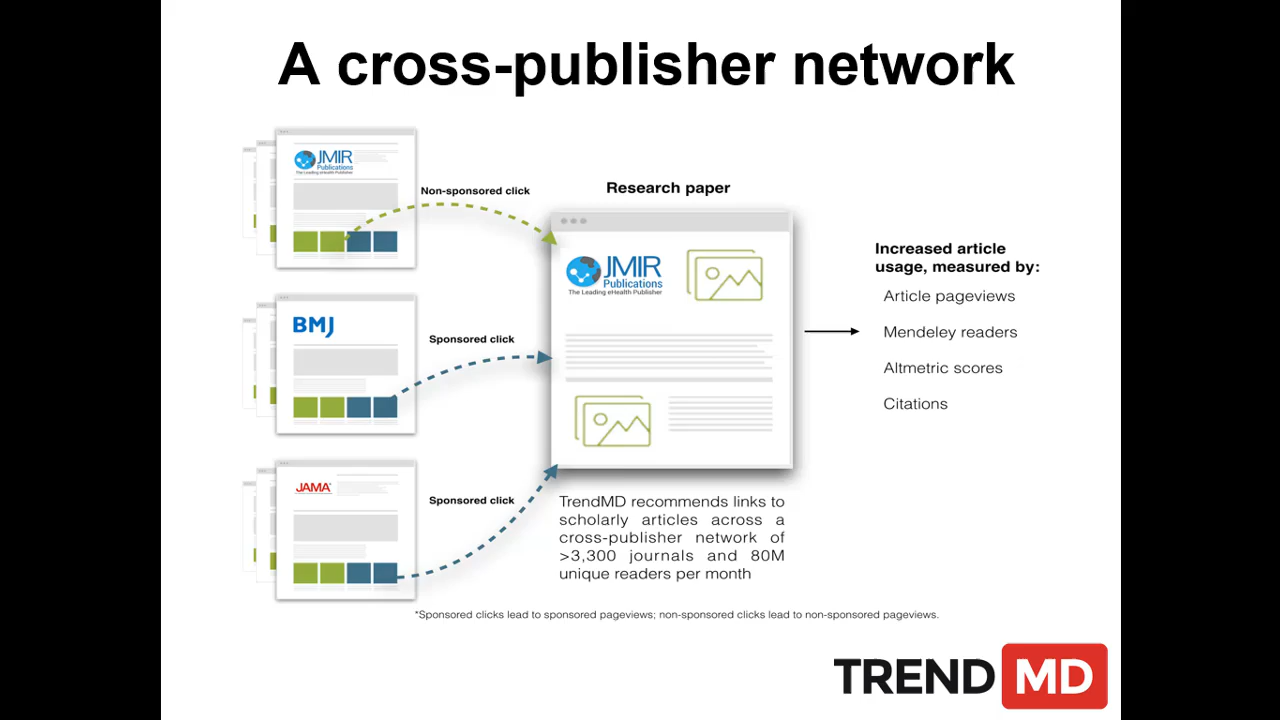 A cross-publisher network
JMIR
Publications
The Leading eHealth Publisher
Non-sponsored click
Research paper
JMIR
Publications
The Leading eHealth Publisher
Increased article
usage, measured by:
Article pageviews
Mendeley readers
Altmetric scores
Citations
BMJ
Sponsored click
JAMA
Sponsored click
TrendMD recommends links to
scholarly articles across a
cross-publisher network of
>3,300 journals and 80M
unique readers per month
*Sponsored clicks lead to sponsored pageviews; non-sponsored clicks lead to non-sponsored pageviews.
TREND MD